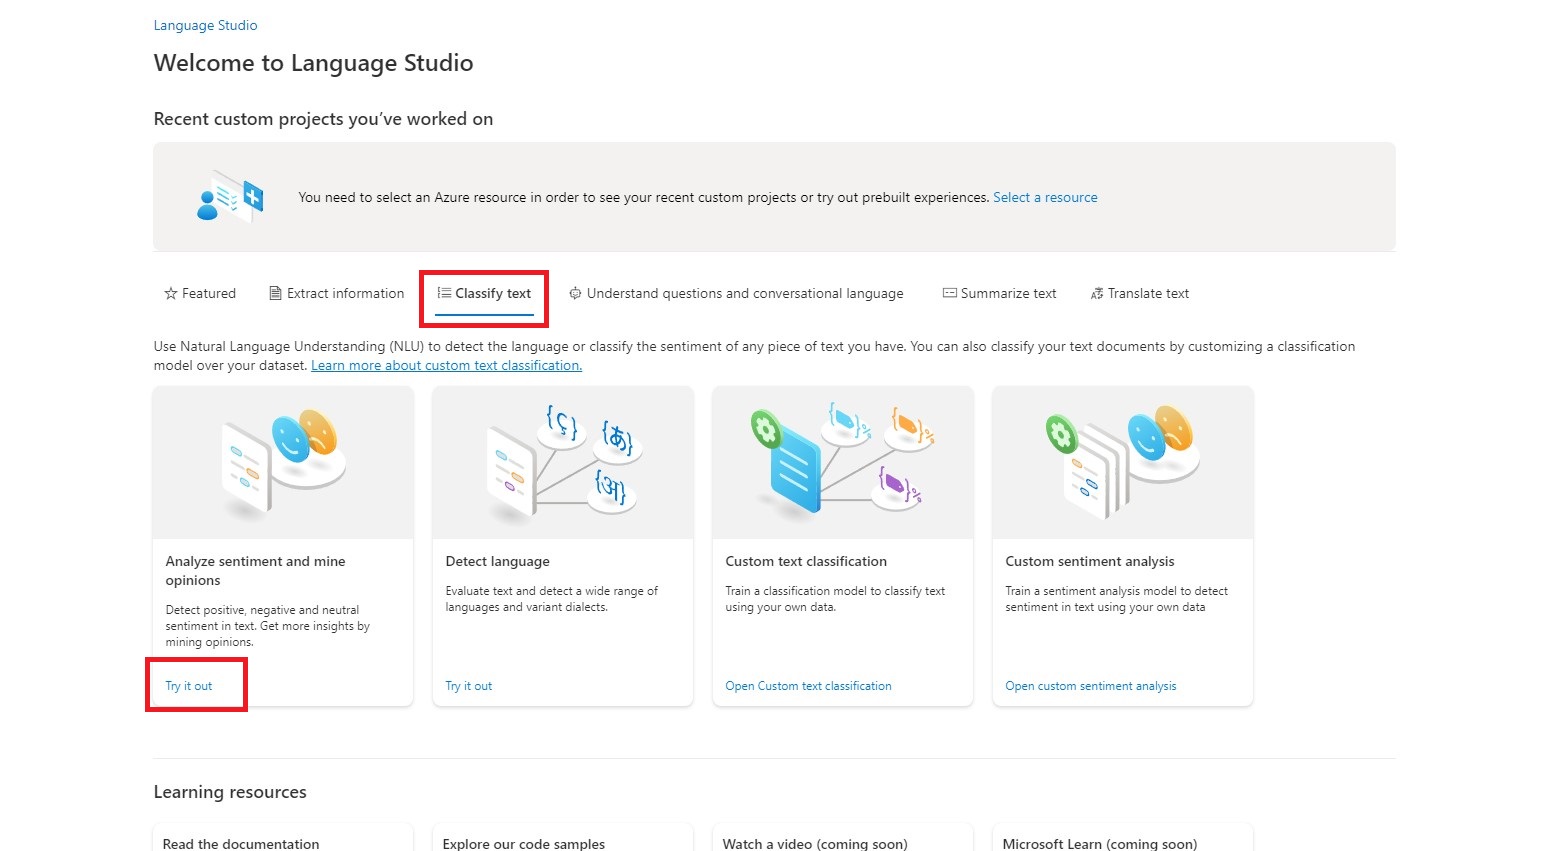 Language Studio
Welcome to Language Studio
Recent custom projects you’ve worked on
You need to select an Azure resource in order to see your recent custom projects or try out prebuilt experiences. Select a resource
Featured
Extract information
Classify text
Understand questions and conversational language
Summarize text
Translate text
Use Natural Language Understanding (NLU) to detect the language or classify the sentiment of any piece of text you have. You can also classify your text documents by customizing a classification
model over your dataset. Learn more about custom text classification.
{ç}
{あ}
{अ}
%
%
%
Analyze sentiment and mine
opinions
Detect positive, negative and neutral
sentiment in text. Get more insights by
mining opinions.
Try it out
Detect language
Evaluate text and detect a wide range of
languages and variant dialects.
Try it out
Custom text classification
Train a classification model to classify text
using your own data.
Open Custom text classification
Custom sentiment analysis
Train a sentiment analysis model to detect
sentiment in text using your own data
Open custom sentiment analysis
Learning resources
Read the documentation
Explore our code samples
Watch a video (coming soon)
Microsoft Learn (coming soon)